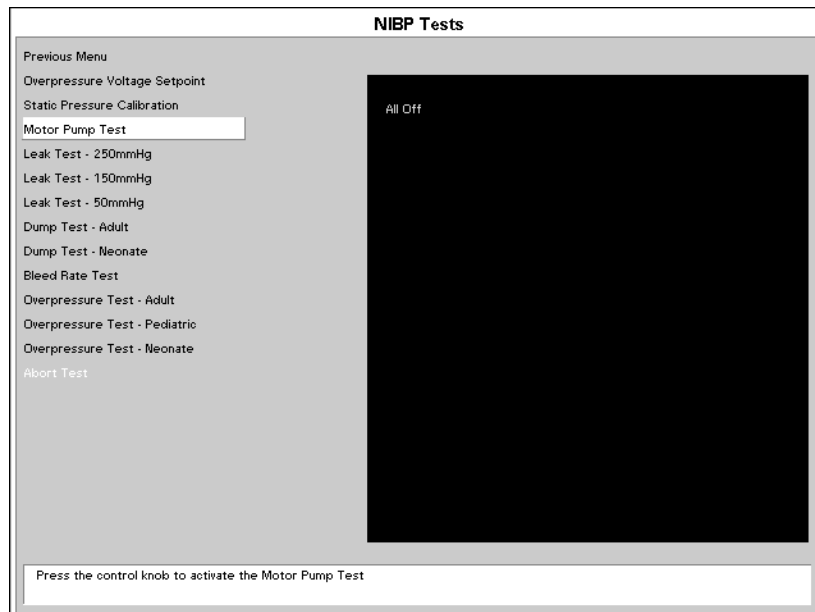 NIBP Tests
Previous Menu
Overpressure Voltage Setpoint
Static Pressure Calibration
Motor Pump Test
Leak Test - 250mmHg
Leak Test - 150mmHg
Leak Test - 50mmHg
Dump Test - Adult
Dump Test - Neonate
Bleed Rate Test
Overpressure Test - Adult
Overpressure Test - Pediatric
Overpressure Test - Neonate
Abort Test
All Off
Press the control knob to activate the Motor Pump Test